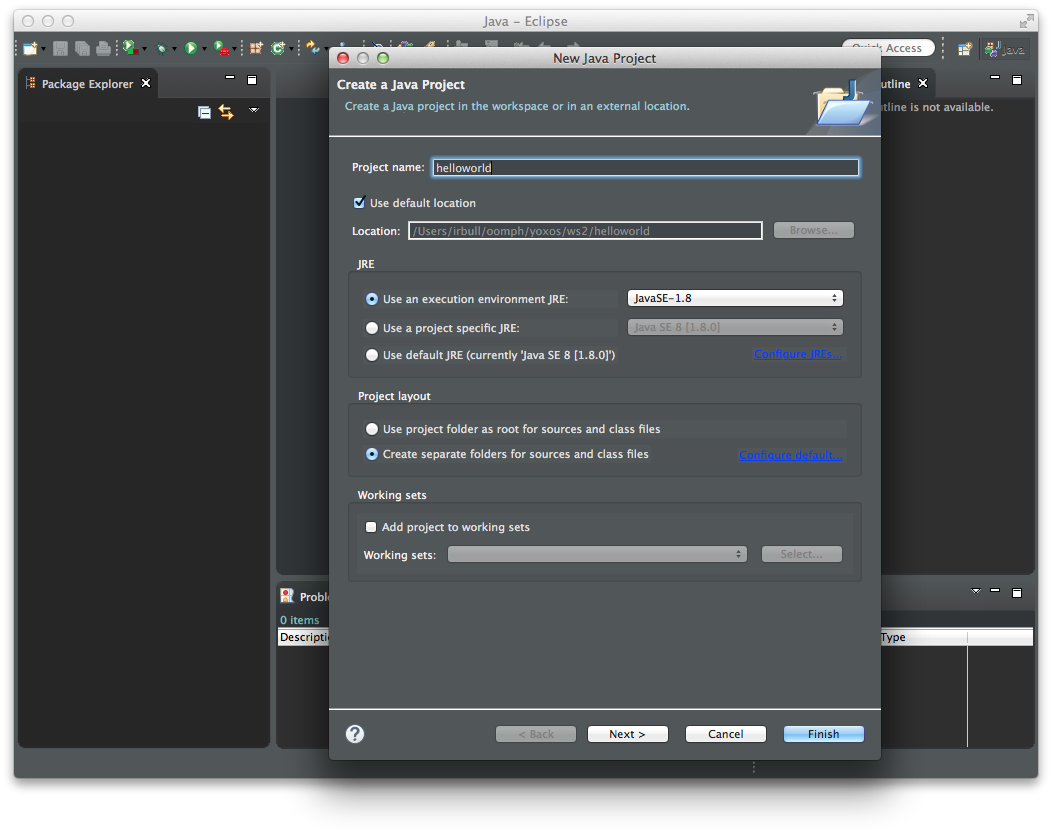 Java – Eclipse
Quick Access
Java
Package Explorer
utline
utline is not available.
New Java Project
Create a Java Project
Create a Java project in the workspace or in an external location.
Project name: helloworld
Use default location
Location: /Users/irbull/oomph/yoxos/ws2/helloworld Browse...
JRE
Use an execution environment JRE: JavaSE-1.8
Use a project specific JRE: Java SE 8 [1.8.0]
Use default JRE (currently 'Java SE 8 [1.8.0]') Configure JREs...
Project layout
Use project folder as root for sources and class files
Create separate folders for sources and class files Configure default...
Working sets
Add project to working sets
Working sets: Select...
Proble
0 items
Descriptio Type
? < Back Next > Cancel Finish